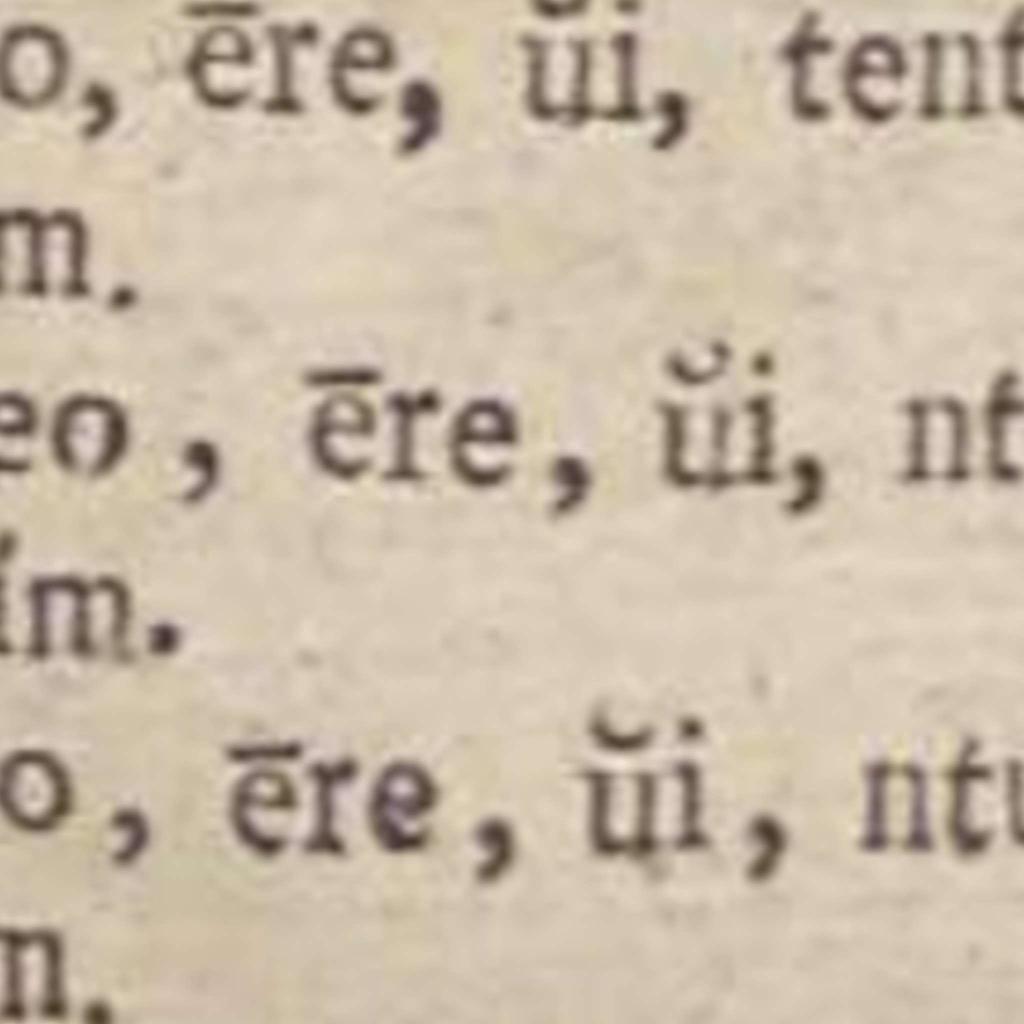 o, ēre, ŭi, tent
m.
eo, ēre, ŭi, nt
ím.
o, ēre, ŭi, ntu
m.